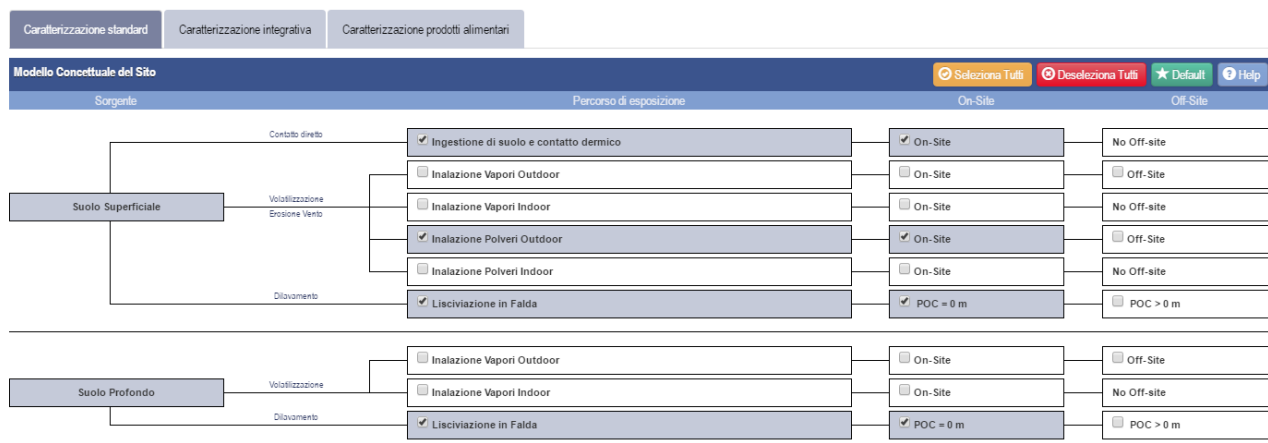 Caratterizzazione standard Caratterizzazione integrativa Caratterizzazione prodotti alimentari
Modello Concettuale del Sito Seleziona Tutti Deseleziona Tutti Default Help
Sorgente Percorso di esposizione On-Site Off-Site
Contatto diretto Ingestione di suolo e contatto dermico On-Site No Off-site
Inalazione Vapori Outdoor On-Site Off-Site
Suolo Superficiale Volatilizzazione Inalazione Vapori Indoor On-Site No Off-site
Erosione Vento
Inalazione Polveri Outdoor On-Site Off-Site
Inalazione Polveri Indoor On-Site No Off-site
Dilavamento Lisciviazione in Falda POC = 0 m POC > 0 m
Inalazione Vapori Outdoor On-Site Off-Site
Suolo Profondo Volatilizzazione Inalazione Vapori Indoor On-Site No Off-site
Dilavamento Lisciviazione in Falda POC = 0 m POC > 0 m